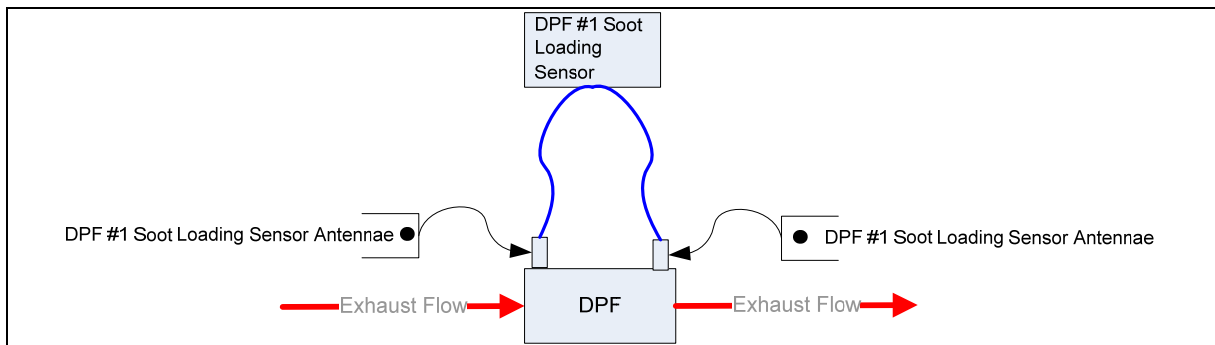 DPF #1 Soot
Loading
Sensor
DPF #1 Soot Loading Sensor Antennae
DPF #1 Soot Loading Sensor Antennae
Exhaust Flow
DPF
Exhaust Flow